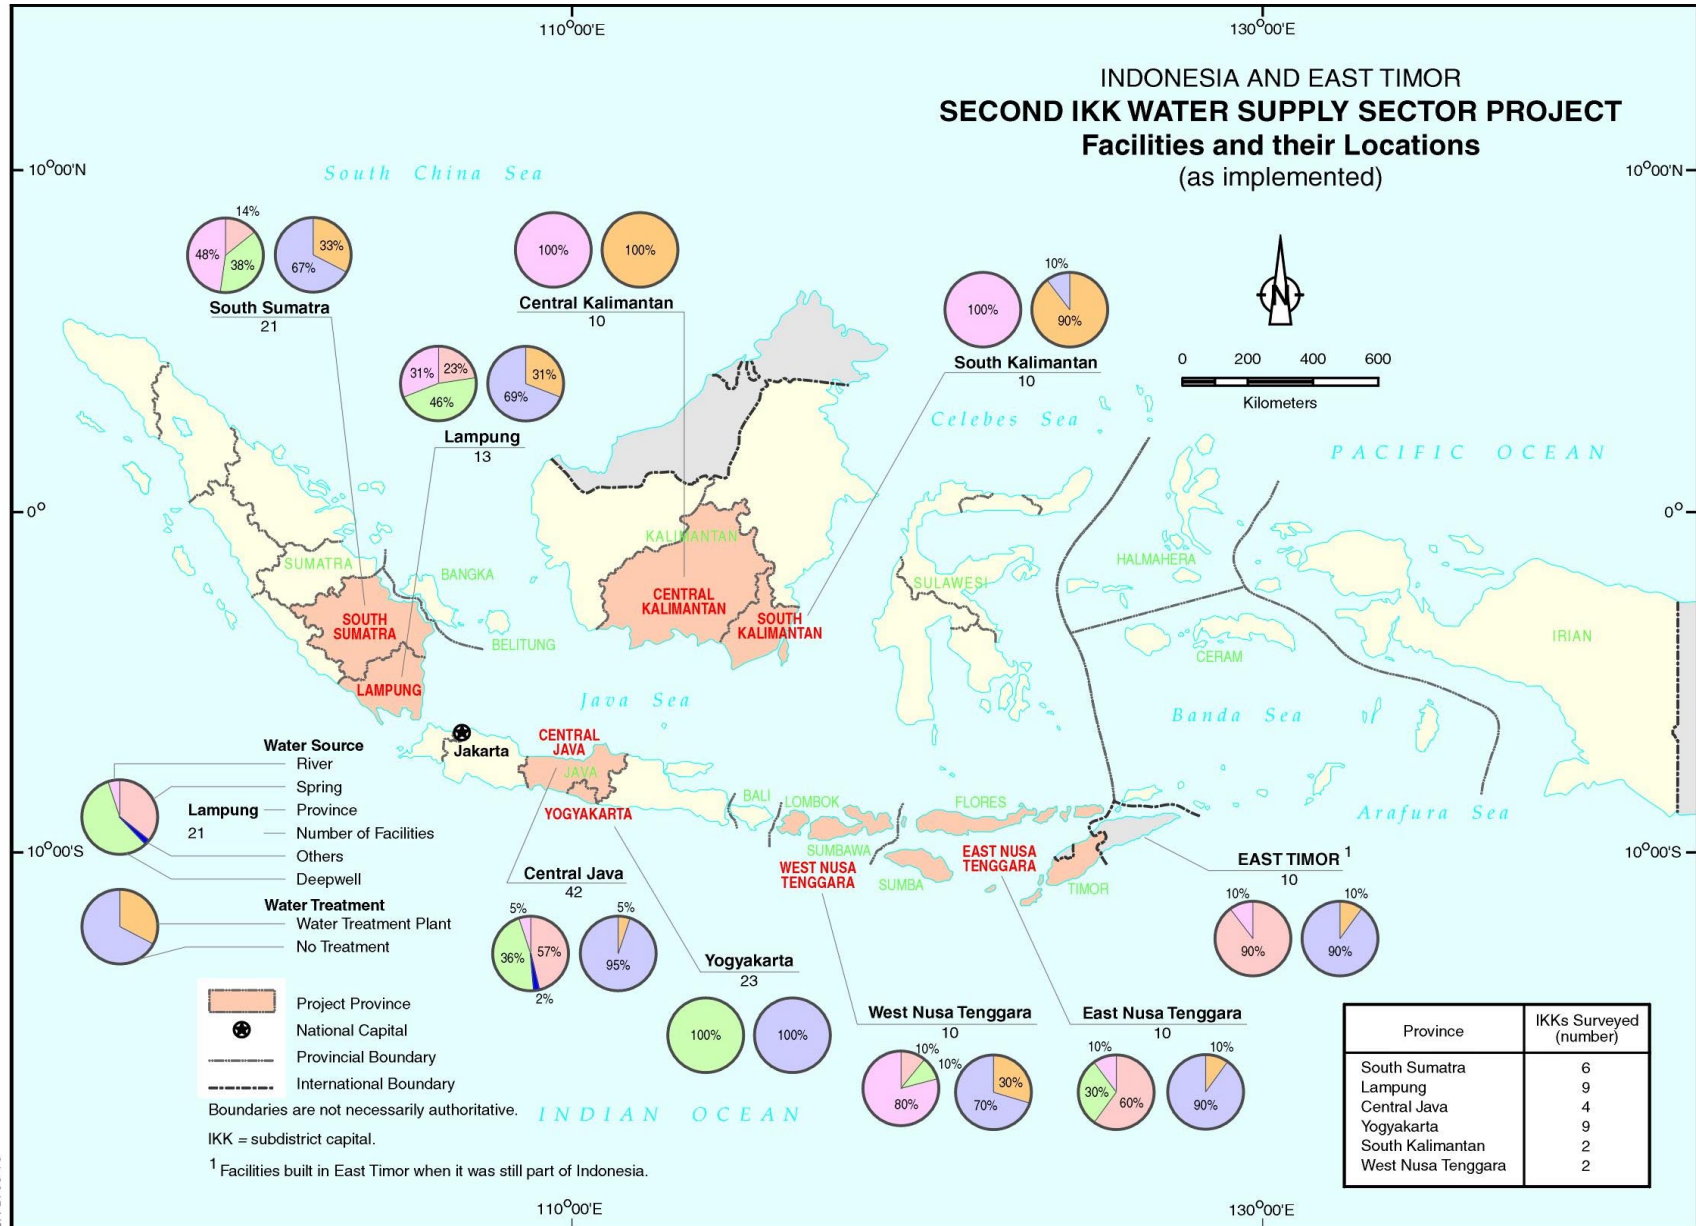 110°00'E
130°00'E
INDONESIA AND EAST TIMOR
SECOND IKK WATER SUPPLY SECTOR PROJECT
Facilities and their Locations
(as implemented)
10°00'N
10°00'N
South China Sea
14%
48%
38%
33%
67%
South Sumatra
21
100%
100%
Central Kalimantan
10
10%
100%
90%
South Kalimantan
10
N
0 200 400 600
Kilometers
31%
23%
46%
31%
69%
Lampung
13
Celebes Sea
PACIFIC OCEAN
0°
0°
KALIMANTAN
SUMATRA
BANGKA
HALMAHERA
SULAWESI
CENTRAL
KALIMANTAN
SOUTH
SUMATRA
SOUTH
KALIMANTAN
BELITUNG
IRIAN
CERAM
LAMPUNG
Java Sea
Banda Sea
Jakarta
CENTRAL
JAVA
JAVA
YOGYAKARTA
BALI
LOMBOK
FLORES
Arafura Sea
SUMBAWA
WEST NUSA
TENGGARA
SUMBA
EAST NUSA
TENGGARA
TIMOR
10°00'S
10°00'S
Water Source
River
Spring
Lampung
Province
21
Number of Facilities
Others
Deepwell
Water Treatment
Water Treatment Plant
No Treatment
Central Java
42
5%
36%
57%
2%
5%
95%
Yogyakarta
23
100%
100%
EAST TIMOR 1
10
10%
90%
10%
90%
West Nusa Tenggara
10
10%
10%
80%
30%
70%
East Nusa Tenggara
10
10%
30%
60%
10%
90%
Project Province
National Capital
Provincial Boundary
International Boundary
Boundaries are not necessarily authoritative.
INDIAN OCEAN
IKK = subdistrict capital.
1 Facilities built in East Timor when it was still part of Indonesia.
Province IKKs Surveyed
(number)
South Sumatra 6
Lampung 9
Central Java 4
Yogyakarta 9
South Kalimantan 2
West Nusa Tenggara 2
110°00'E
130°00'E